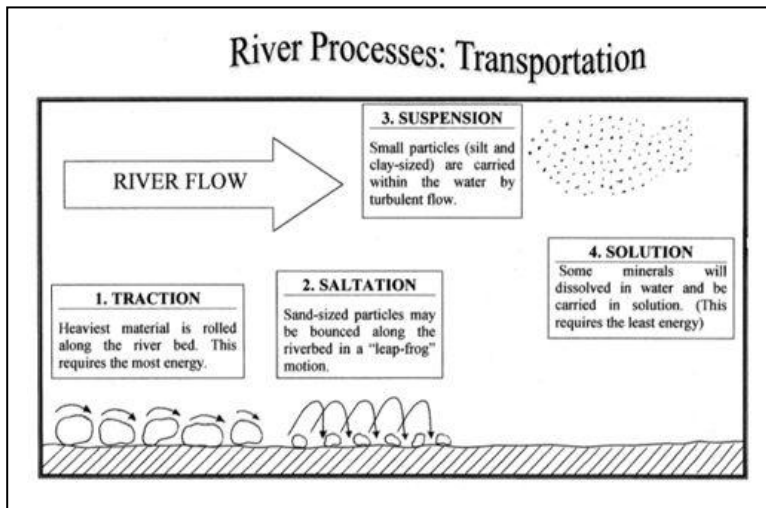 River Processes: Transportation
RIVER FLOW
3. SUSPENSION
Small particles (silt and
clay-sized) are carried
within the water by
turbulent flow.
4. SOLUTION
Some minerals will
dissolved in water and be
carried in solution. (This
requires the least energy)
1. TRACTION
Heaviest material is rolled
along the river bed. This
requires the most energy.
2. SALTATION
Sand-sized particles may
be bounced along the
riverbed in a "leap-frog"
motion.